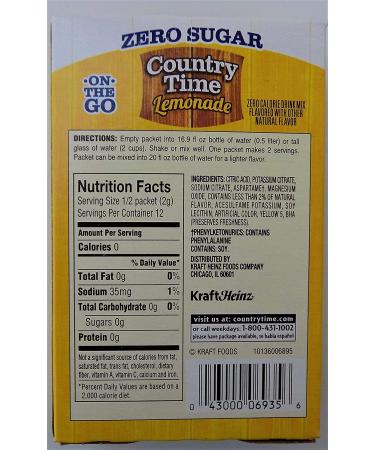 ZERO SUGAR
·ON·
THE
GO
Country
Time
Lemonade
ZERO CALORIE DRINK MIX
FLAVORED WITH OTHER
NATURAL FLAVOR
DIRECTIONS: Empty packet into 16.9 fl oz bottle of water (0.5 liter) or tall
glass of water (2 cups). Shake or mix well. One packet makes 2 servings.
Packet can be mixed into 20 fl oz bottle of water for a lighter flavor.
Nutrition Facts
Serving Size 1/2 packet (2g)
Servings Per Container 12
Amount Per Serving
Calories 0
% Daily Value*
Total Fat 0g 0%
Sodium 35mg 1%
Total Carbohydrate 0g 0%
Sugars 0g
Protein 0g
Not a significant source of calories from fat,
saturated fat, trans fat, cholesterol, dietary
fiber, vitamin A, vitamin C, calcium and iron.
*Percent Daily Values are based on a
2,000 calorie diet.
INGREDIENTS: CITRIC ACID, POTASSIUM CITRATE,
SODIUM CITRATE, ASPARTAME†, MAGNESIUM
OXIDE, CONTAINS LESS THAN 2% OF NATURAL
FLAVOR, ACESULFAME POTASSIUM, SOY
LECITHIN, ARTIFICIAL COLOR, YELLOW 5, BHA
(PRESERVES FRESHNESS).
†PHENYLKETONURICS: CONTAINS
PHENYLALANINE
CONTAINS: SOY.
DISTRIBUTED BY
KRAFT HEINZ FOODS COMPANY
CHICAGO, IL 60601
KraftHeinz
visit us at: countrytime.com
or call weekdays: 1-800-431-1002
please have package available, se habla español
© KRAFT FOODS 10136006895
0 43000 06935 6